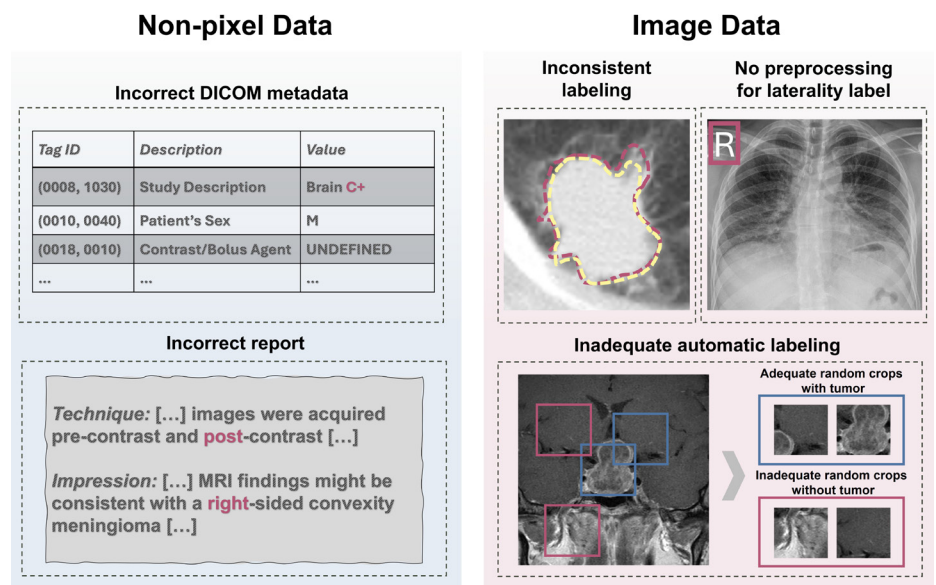 Non-pixel Data
Incorrect DICOM metadata
Tag ID Description Value
(0008, 1030) Study Description Brain C+
(0010, 0040) Patient's Sex M
(0018, 0010) Contrast/Bolus Agent UNDEFINED
... ... ...
Incorrect report
Technique: [...] images were acquired
pre-contrast and post-contrast [...]
Impression: [...] MRI findings might be
consistent with a right-sided convexity
meningioma [...]
Image Data
Inconsistent
labeling
No preprocessing
for laterality label
R
Inadequate automatic labeling
Adequate random crops
with tumor
Inadequate random crops
without tumor